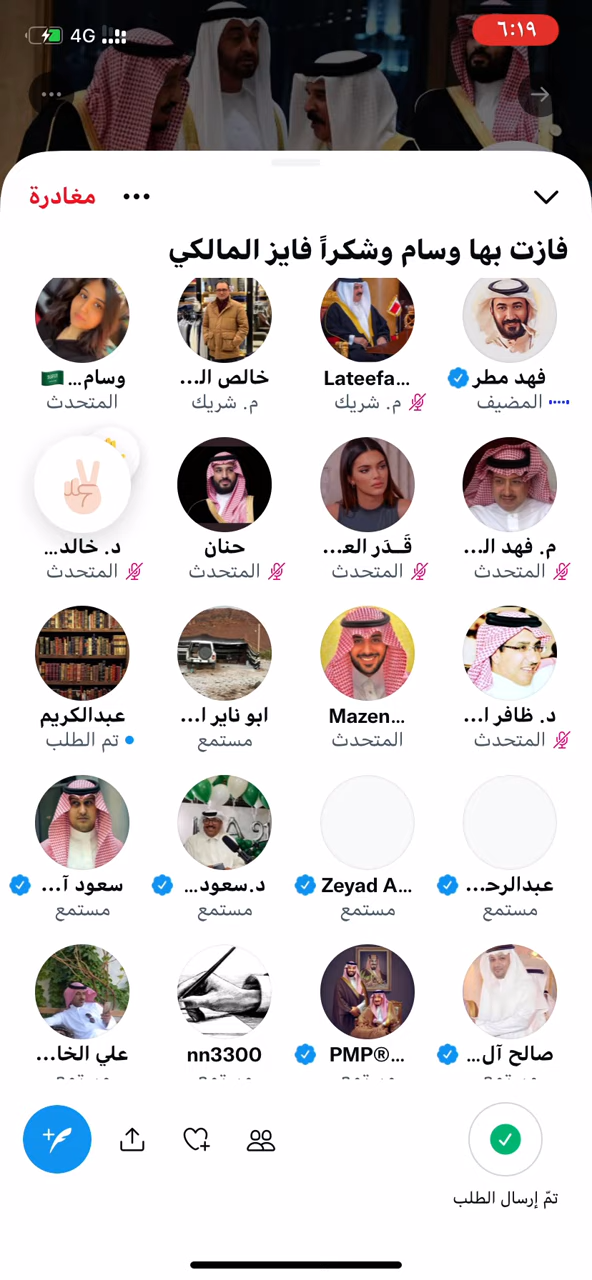 ٦:١٩
4G
مغادرة
فازت بها وسام وشكراً فايز المالكي
فهد مطر
المضيف
Lateefa...
م. شريك
خالص ال...
م. شريك
وسام...
المتحدث
م. فهد ال...
المتحدث
قَـدَر الع...
المتحدث
حنان
المتحدث
د. خالد...
المتحدث
د. ظافر ا...
المتحدث
Mazen...
المتحدث
ابو ناير ا...
مستمع
عبدالكريم
تم الطلب
عبدالرحـ...
مستمع
Zeyad A...
مستمع
د.سعود...
مستمع
سعود آ...
مستمع
صالح آل...
PMP®...
nn3300
علي الخا...
تمّ إرسال الطلب